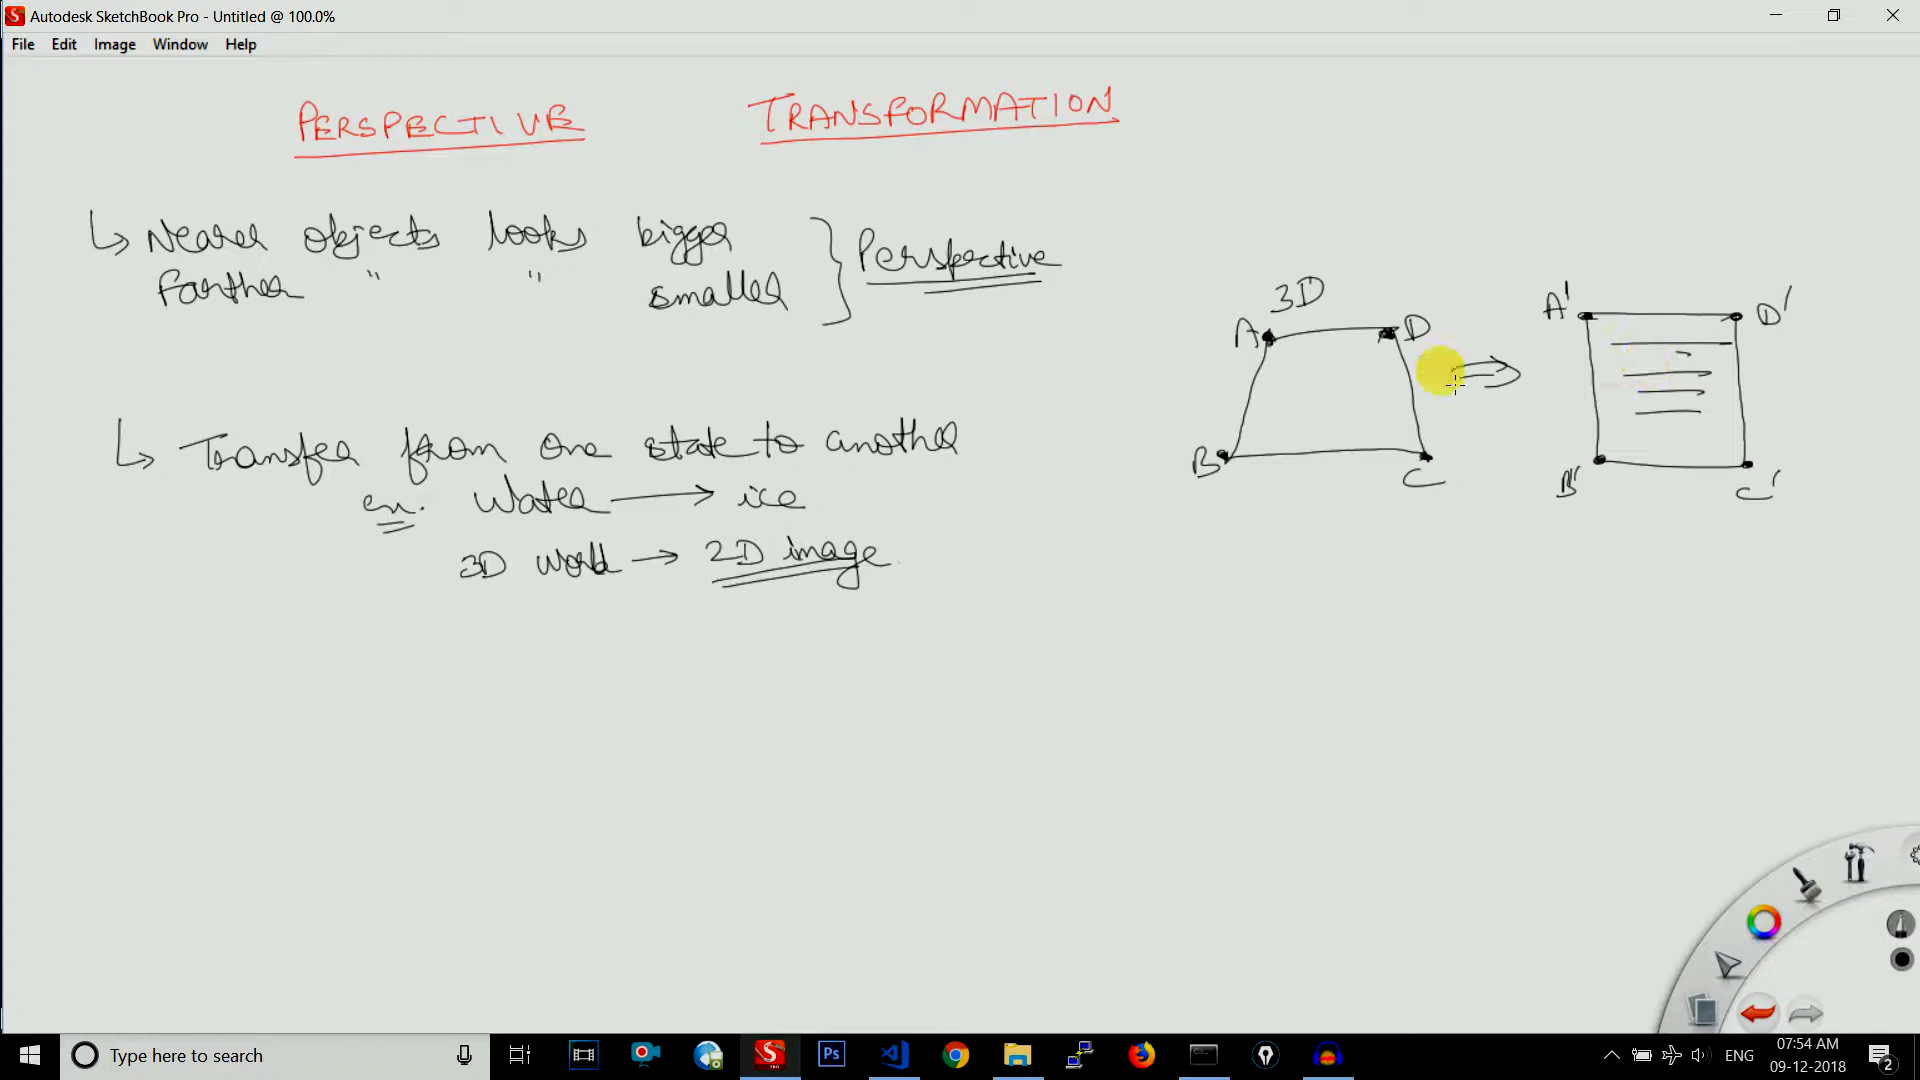 Autodesk SketchBook Pro - Untitled @ 100.0%
File Edit Image Window Help
PERSPECTIVE TRANSFORMATION
↳ Nearer objects looks bigger
farther " " smaller
} Perspective
3D
A D
B C
⇒
A' D'
B' C'
↳ Transfer from one state to another
ex. Water → ice
3D world → 2D image
Type here to search
Ps
ENG
07:54 AM
09-12-2018
2